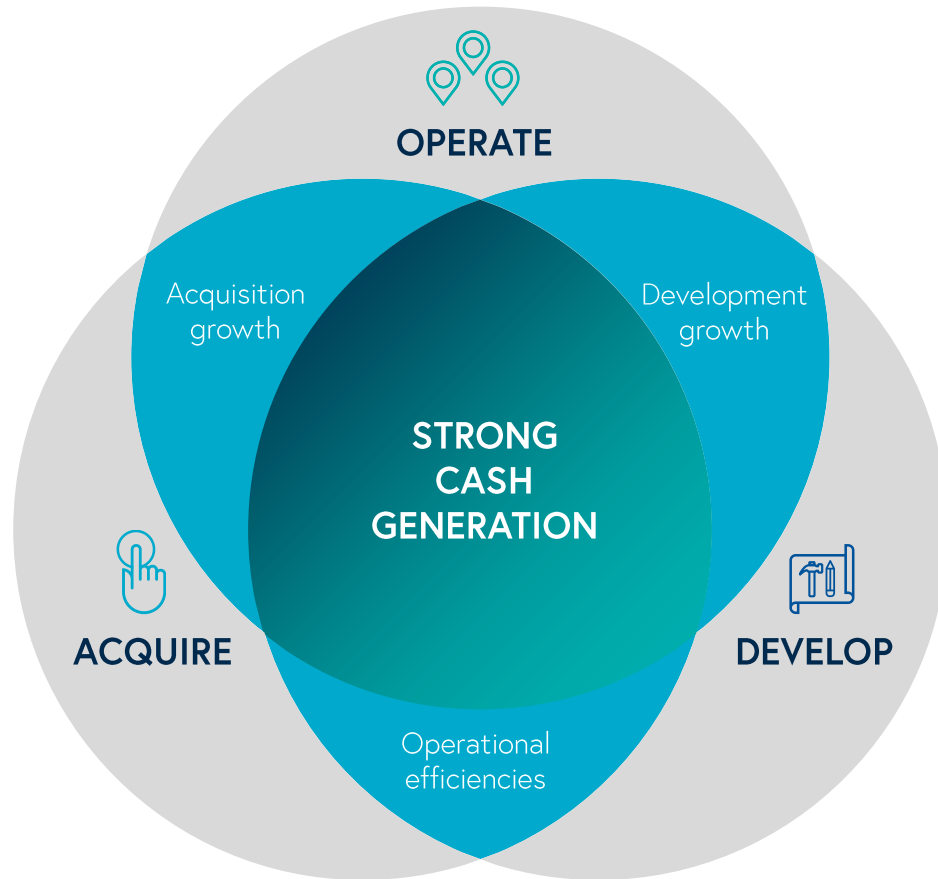 OPERATE
Acquisition
growth
Development
growth
STRONG
CASH
GENERATION
ACQUIRE
DEVELOP
Operational
efficiencies